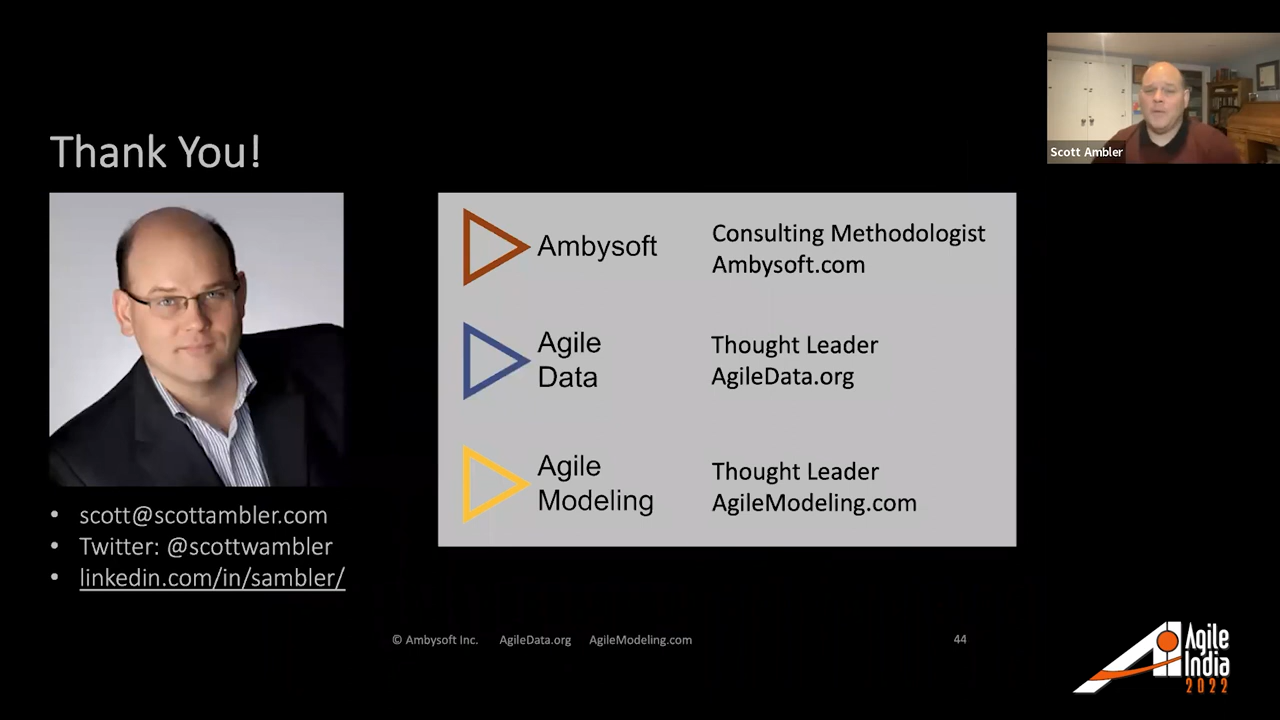 Scott Ambler
Thank You!
Ambysoft
Consulting Methodologist
Ambysoft.com
Agile
Data
Thought Leader
AgileData.org
Agile
Modeling
Thought Leader
AgileModeling.com
• scott@scottambler.com
• Twitter: @scottwambler
• linkedin.com/in/sambler/
© Ambysoft Inc. AgileData.org AgileModeling.com 44
Agile
India
2022